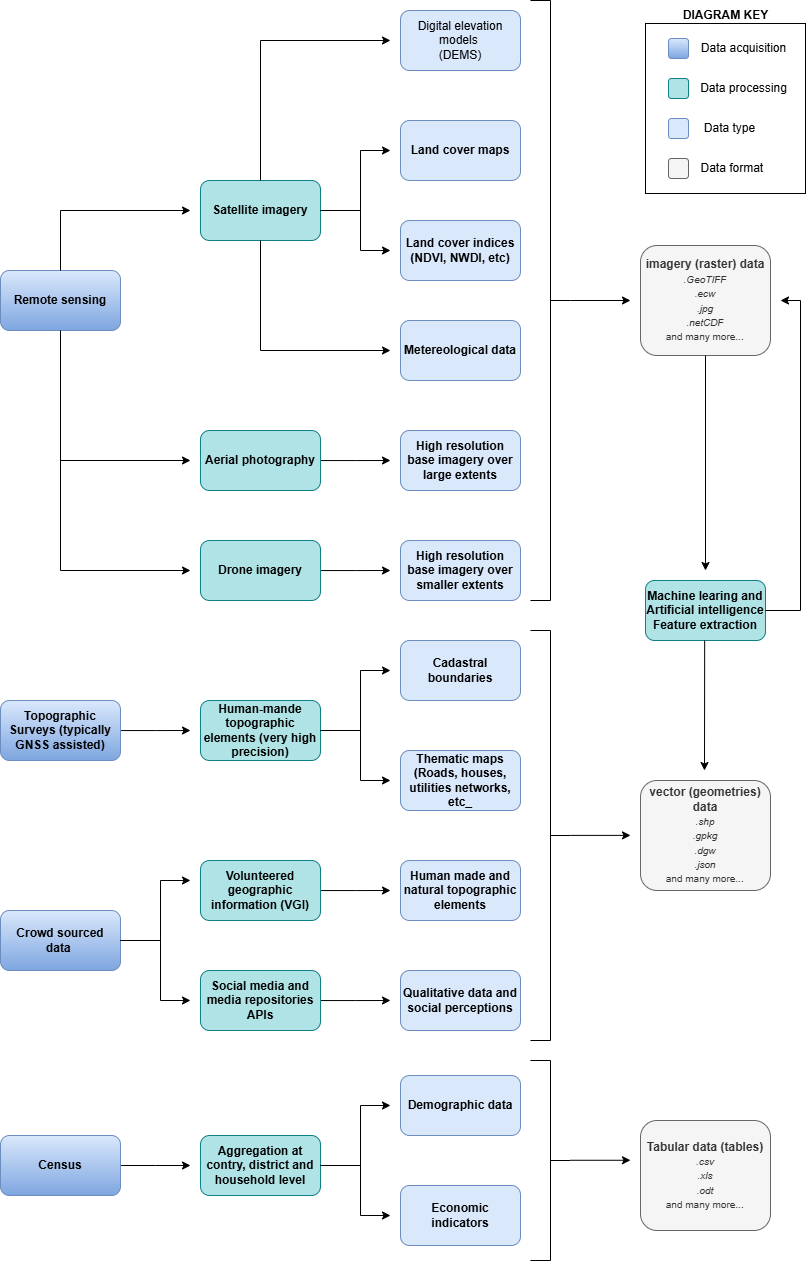 DIAGRAM KEY
Data acquisition
Data processing
Data type
Data format
Digital elevation
models
(DEMS)
Land cover maps
Satellite imagery
Land cover indices
(NDVI, NWDI, etc)
Remote sensing
Metereological data
imagery (raster) data
.GeoTIFF
.ecw
.jpg
.netCDF
and many more...
Aerial photography
High resolution
base imagery over
large extents
Drone imagery
High resolution
base imagery over
smaller extents
Machine learing and
Artificial intelligence
Feature extraction
Topographic
Surveys (typically
GNSS assisted)
Human-mande
topographic
elements (very high
precision)
Cadastral
boundaries
Thematic maps
(Roads, houses,
utilities networks,
etc_
vector (geometries)
data
.shp
.gpkg
.dgw
.json
and many more...
Crowd sourced
data
Volunteered
geographic
information (VGI)
Human made and
natural topographic
elements
Social media and
media repositories
APIs
Qualitative data and
social perceptions
Census
Aggregation at
contry, district and
household level
Demographic data
Economic
indicators
Tabular data (tables)
.csv
.xls
.odt
and many more...